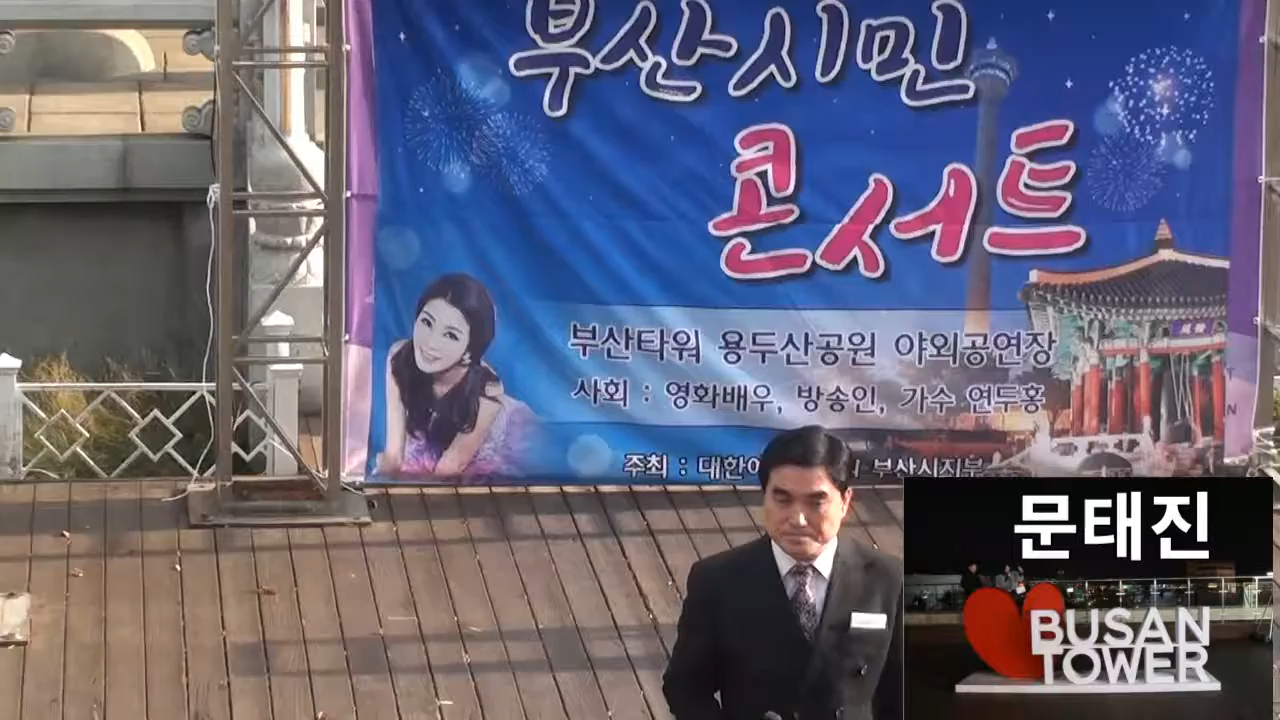 부산시민
콘서트
부산타워 용두산공원 야외공연장
사회 : 영화배우, 방송인, 가수 연두홍
주최 : 대한 부산시지부
문태진
BUSAN
TOWER